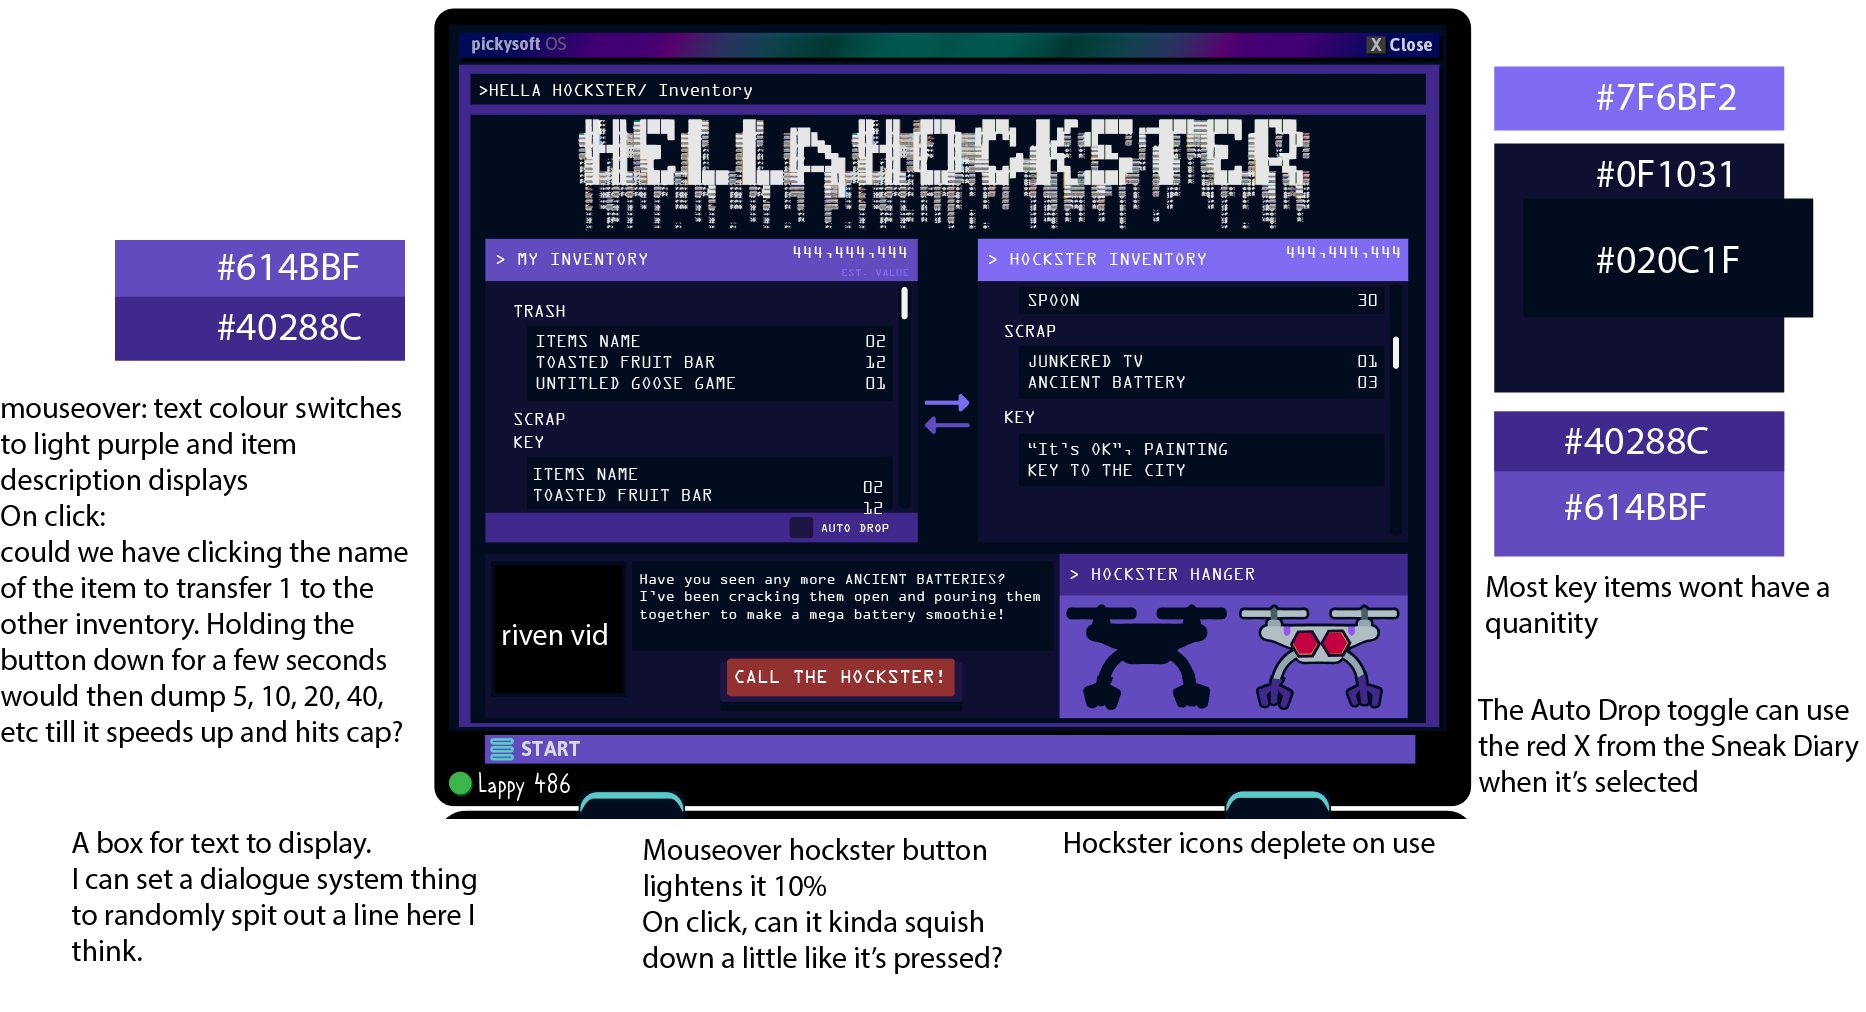 pickysoft OS
X Close
>HELLA HOCKSTER/ Inventory
HELLAHOCKSTER
> MY INVENTORY
444,444,444
EST. VALUE
TRASH
ITEMS NAME 02
TOASTED FRUIT BAR 12
UNTITLED GOOSE GAME 01
SCRAP
KEY
ITEMS NAME 02
TOASTED FRUIT BAR 12
AUTO DROP
> HOCKSTER INVENTORY
444,444,444
SPOON 30
SCRAP
JUNKERED TV 01
ANCIENT BATTERY 03
KEY
“It's OK”, PAINTING
KEY TO THE CITY
riven vid
Have you seen any more ANCIENT BATTERIES?
I've been cracking them open and pouring them
together to make a mega battery smoothie!
CALL THE HOCKSTER!
> HOCKSTER HANGER
START
Lappy 486
#614BBF
#40288C
mouseover: text colour switches
to light purple and item
description displays
On click:
could we have clicking the name
of the item to transfer 1 to the
other inventory. Holding the
button down for a few seconds
would then dump 5, 10, 20, 40,
etc till it speeds up and hits cap?
#7F6BF2
#0F1031
#020C1F
#40288C
#614BBF
Most key items wont have a
quanitity
The Auto Drop toggle can use
the red X from the Sneak Diary
when it’s selected
A box for text to display.
I can set a dialogue system thing
to randomly spit out a line here I
think.
Mouseover hockster button
lightens it 10%
On click, can it kinda squish
down a little like it’s pressed?
Hockster icons deplete on use